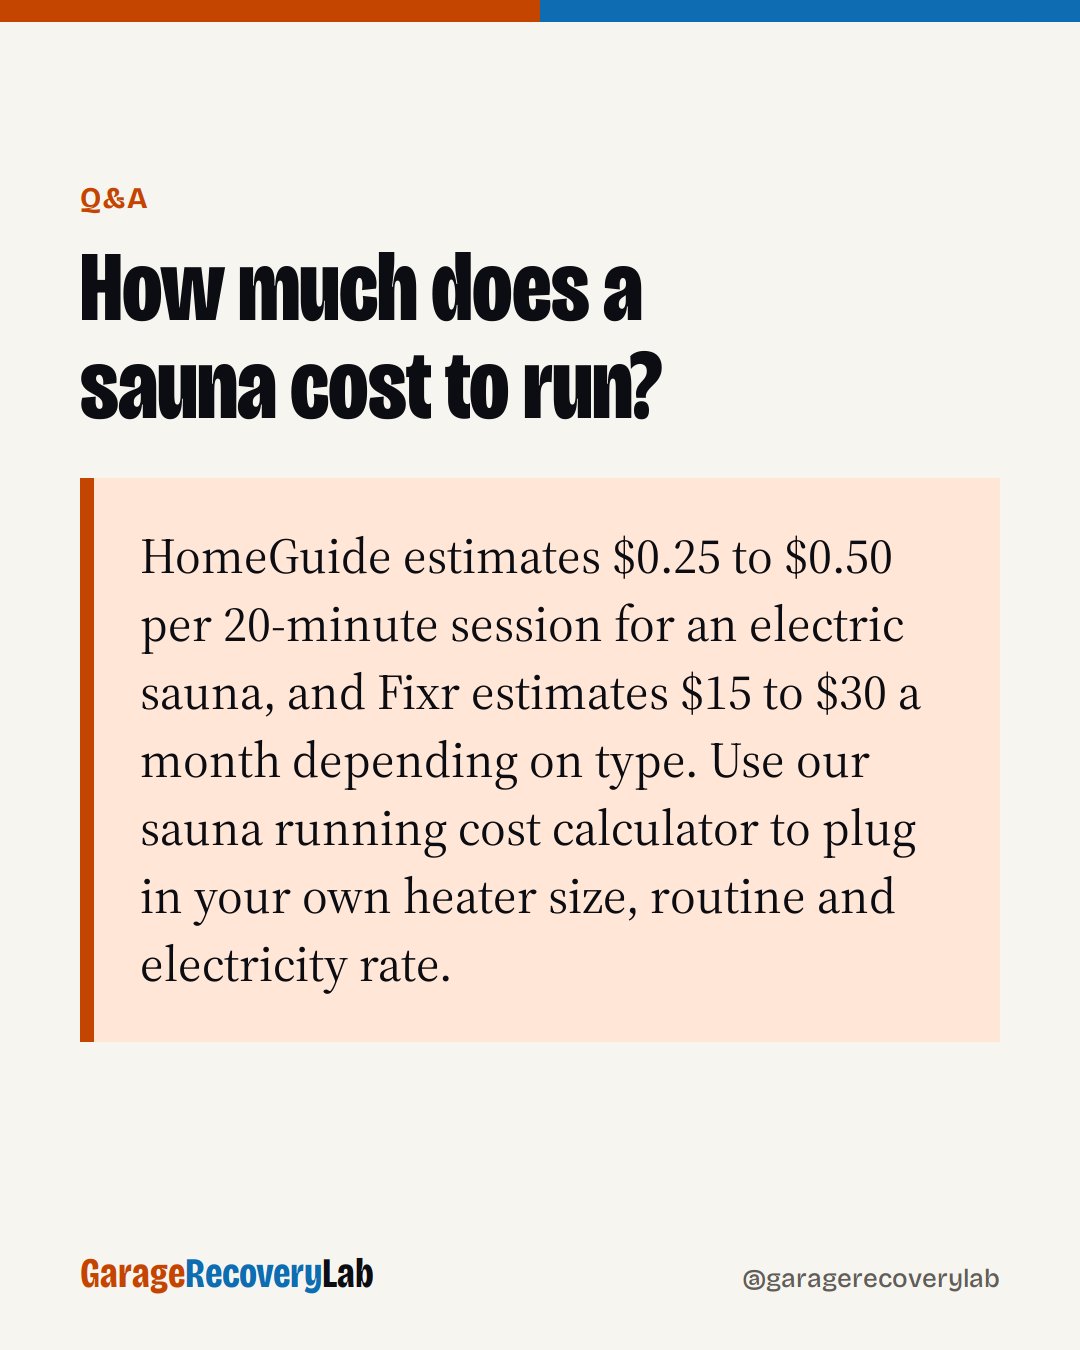 Q&A
How much does a
sauna cost to run?
HomeGuide estimates $0.25 to $0.50
per 20-minute session for an electric
sauna, and Fixr estimates $15 to $30 a
month depending on type. Use our
sauna running cost calculator to plug
in your own heater size, routine and
electricity rate.
GarageRecoveryLab
@garagerecoverylab